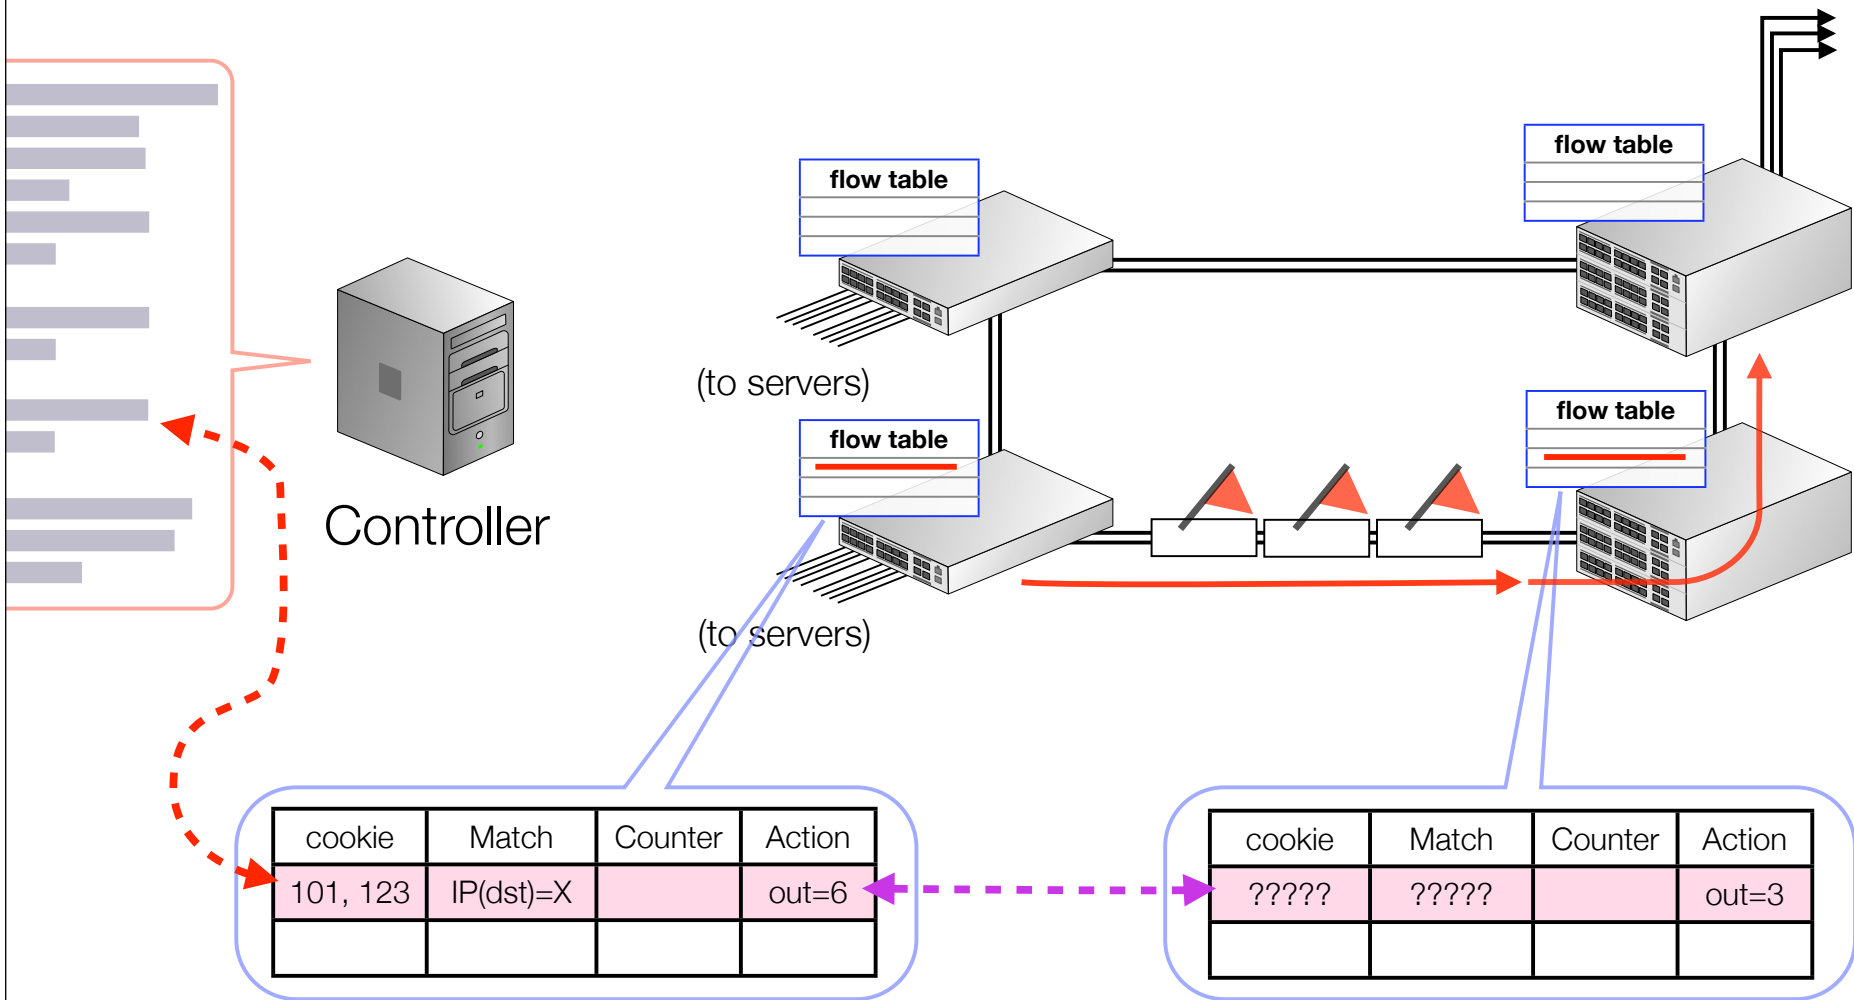 flow table
flow table
(to servers)
flow table
flow table
Controller
(to servers)
cookie Match Counter Action
101, 123 IP(dst)=X out=6
cookie Match Counter Action
????? ????? out=3